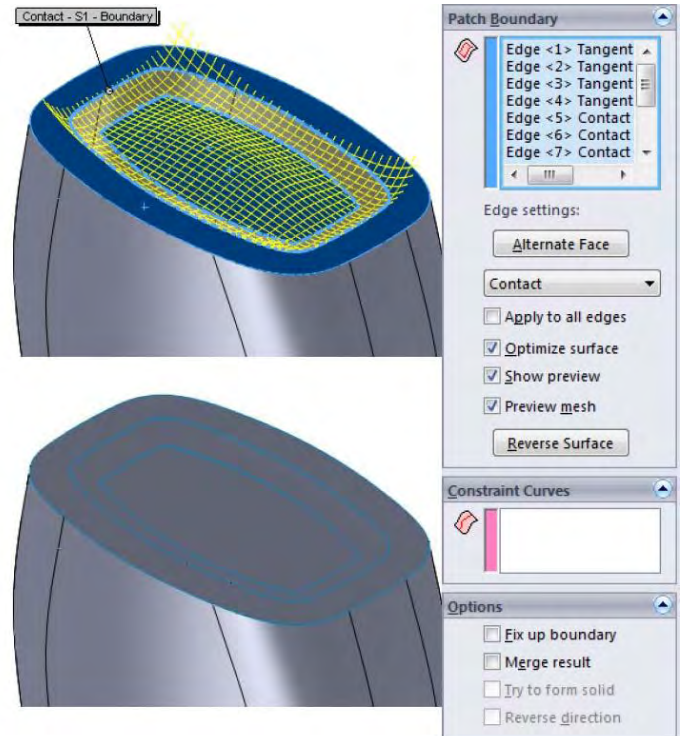 Contact - S1 - Boundary
Patch Boundary
Edge <1> Tangent
Edge <2> Tangent
Edge <3> Tangent
Edge <4> Tangent
Edge <5> Contact
Edge <6> Contact
Edge <7> Contact
Edge settings:
Alternate Face
Contact
Apply to all edges
Optimize surface
Show preview
Preview mesh
Reverse Surface
Constraint Curves
Options
Fix up boundary
Merge result
Try to form solid
Reverse direction